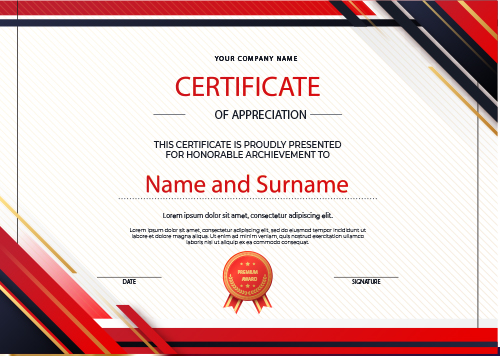 YOUR COMPANY NAME
CERTIFICATE
OF APPRECIATION
THIS CERTIFICATE IS PROUDLY PRESENTED
FOR HONORABLE ARCHIEVEMENT TO
Name and Surname
Lorem ipsum dolor sit amet, consectetur adipiscing elit.
Lorem ipsum dolor sit amet, consectetur adipiscing elit, sed do eiusmod tempor incididunt ut
labore et dolore magna aliqua. Ut enim ad minim veniam, quis nostrud exercitation ullamco
laboris nisi ut aliquip ex ea commodo consequat.
PREMIUM
AWARD
DATE
SIGNATURE